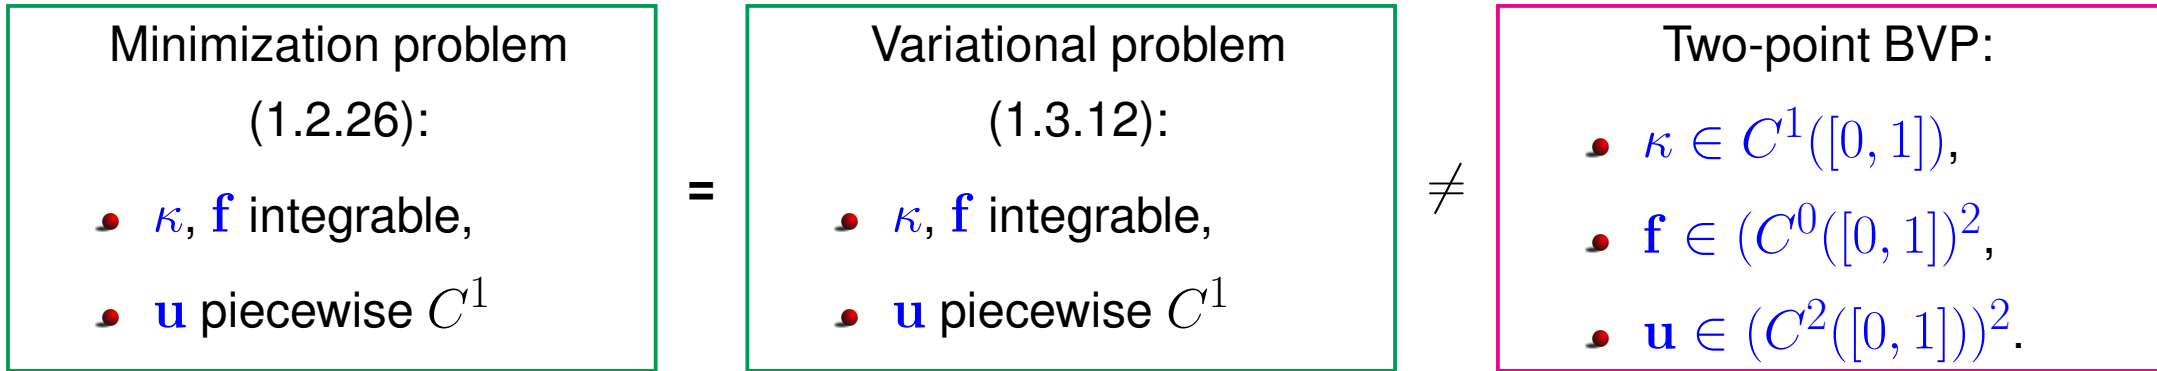 Minimization problem
(1.2.26):
• κ, f integrable,
• u piecewise C¹
=
Variational problem
(1.3.12):
• κ, f integrable,
• u piecewise C¹
≠
Two-point BVP:
• κ ∈ C¹([0, 1]),
• f ∈ (C⁰([0, 1])²,
• u ∈ (C²([0, 1]))².